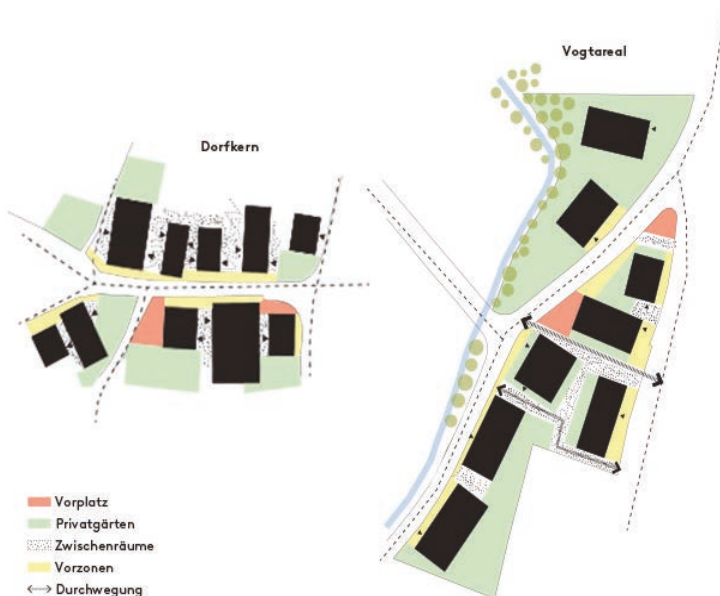 Vogtareal
Dorfkern
Vorplatz
Privatgärten
Zwischenräume
Vorzonen
Durchwegung